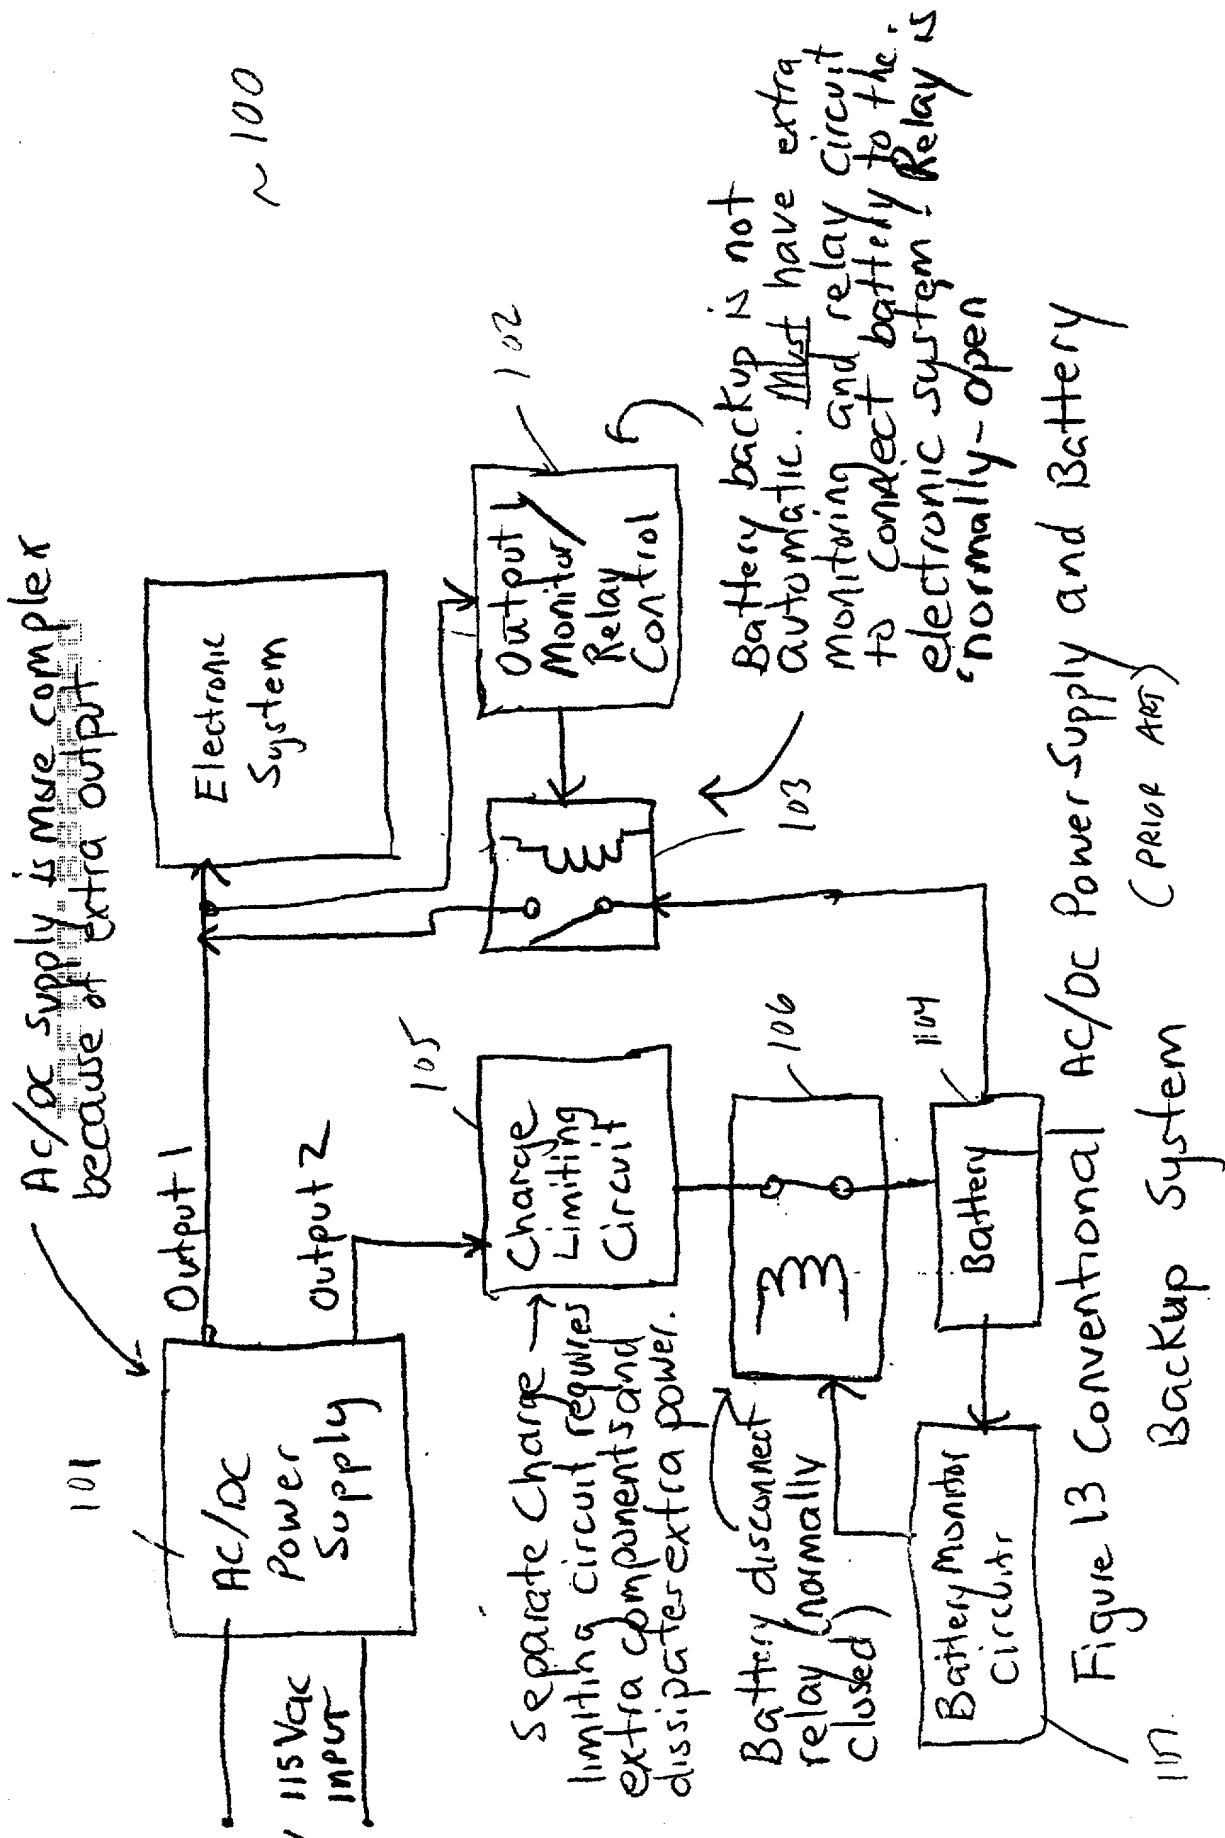 AC/DC supply is more complex
because of extra output
~100
101
AC/DC
Power
Supply
115Vac
INPUT
Output 1
Output 2
Electronic
System
105
Charge
Limiting
Circuit
102
Output 1
Monitor/
Relay
Control
Separate Charge →
limiting circuit requires
extra components and
dissipates extra power.
103
Battery backup is not
automatic. Must have extra
monitoring and relay circuit
to connect battery to the
electronic system. Relay is
"normally-open
106
Battery disconnect
relay (normally
closed)
104
Battery
Battery Monitor
Circuitr
107
Figure 13 Conventional AC/DC Power Supply and Battery
Backup System
(PRIOR ART)